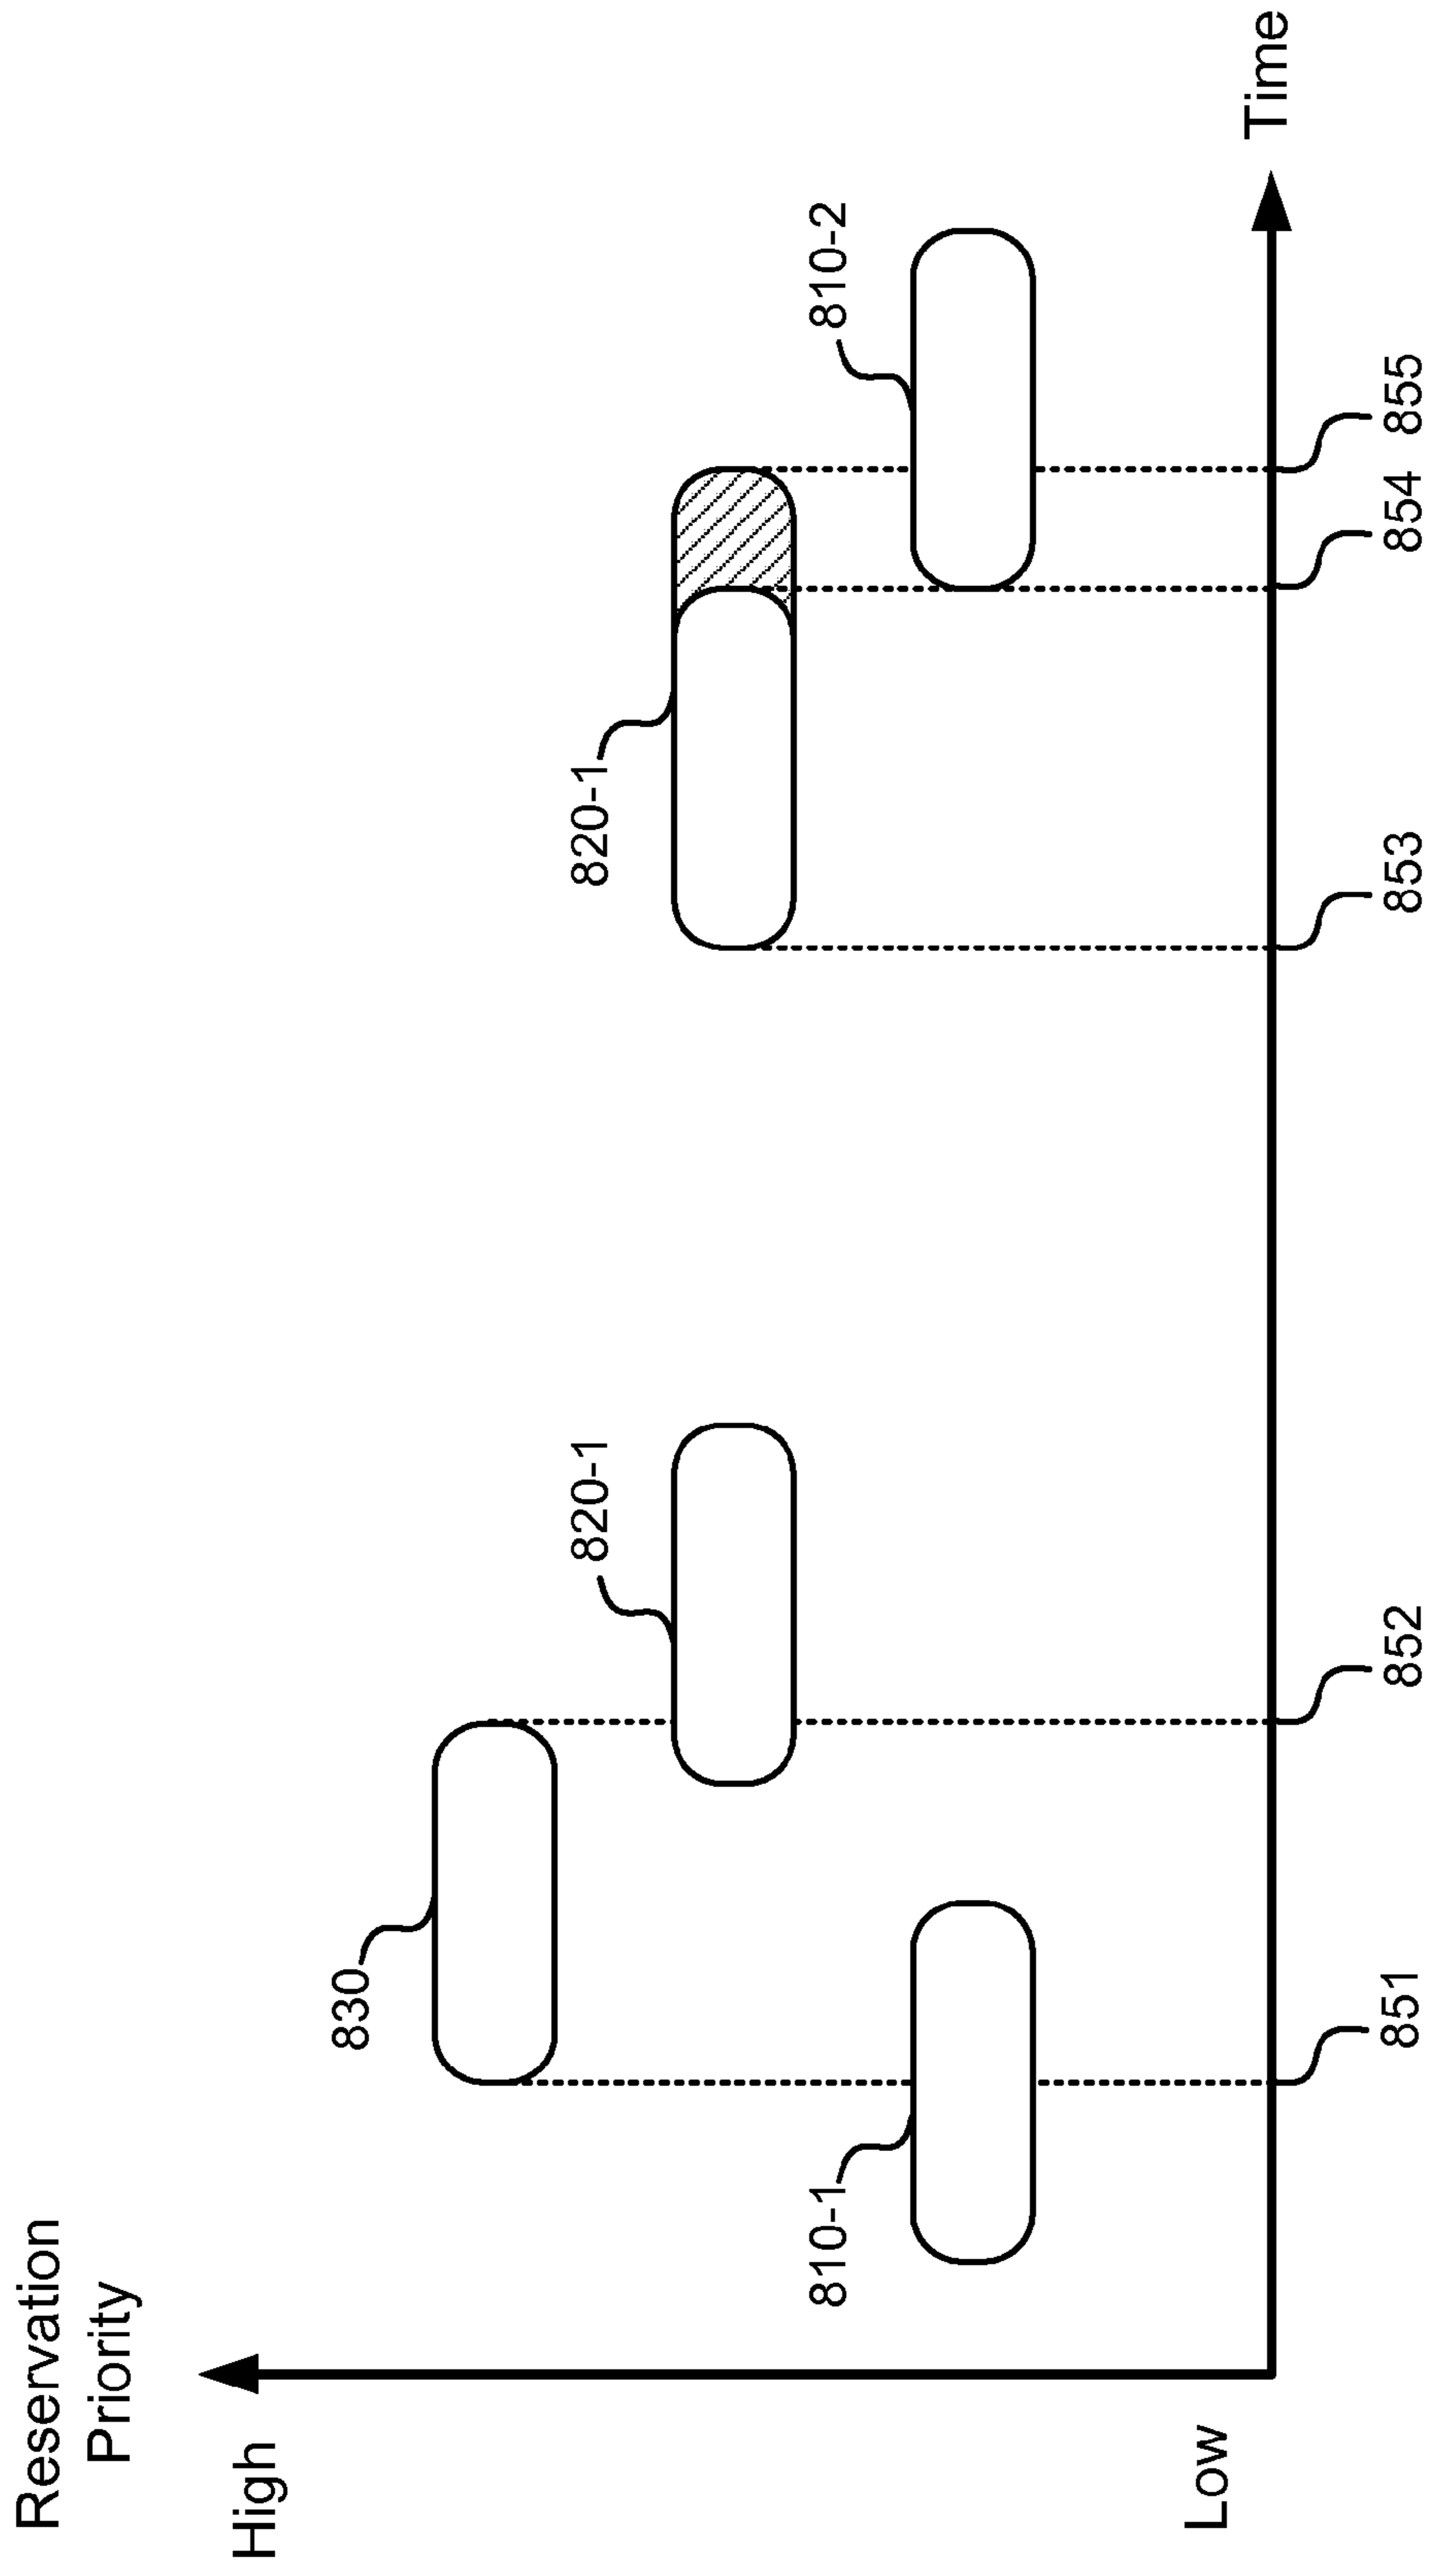 Reservation
Priority
High
830
820-1
820-1
810-1
810-2
Low
Time
851
852
853
854
855